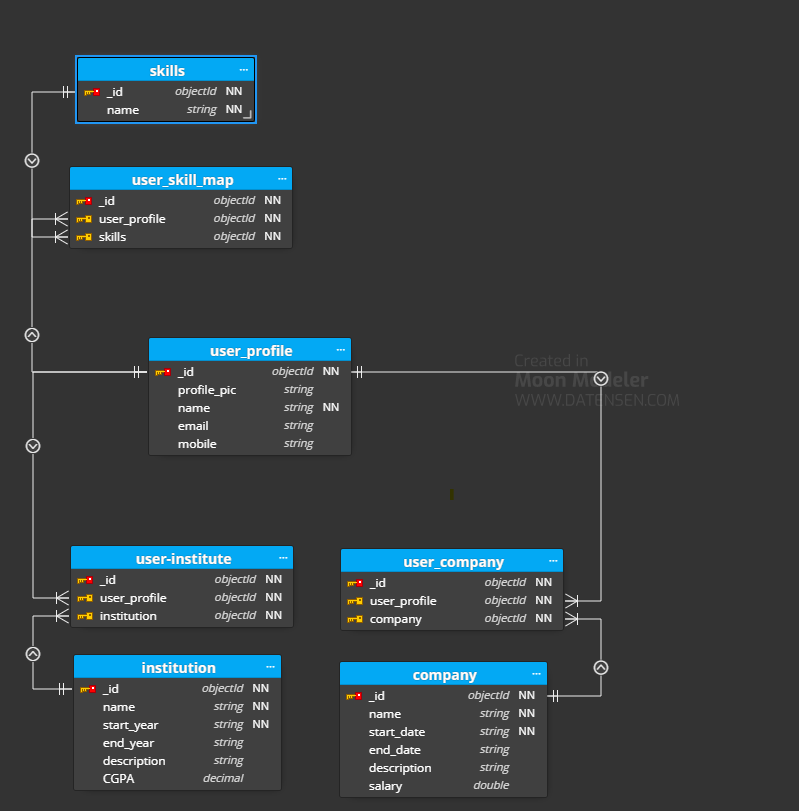 skills
_id objectId NN
name string NN
user_skill_map
_id objectId NN
user_profile objectId NN
skills objectId NN
user_profile
_id objectId NN
profile_pic string
name string NN
email string
mobile string
Created in
Moon Modeler
WWW.DATENSEN.COM
user-institute
_id objectId NN
user_profile objectId NN
institution objectId NN
user_company
_id objectId NN
user_profile objectId NN
company objectId NN
institution
_id objectId NN
name string NN
start_year string NN
end_year string
description string
CGPA decimal
company
_id objectId NN
name string NN
start_date string NN
end_date string
description string
salary double